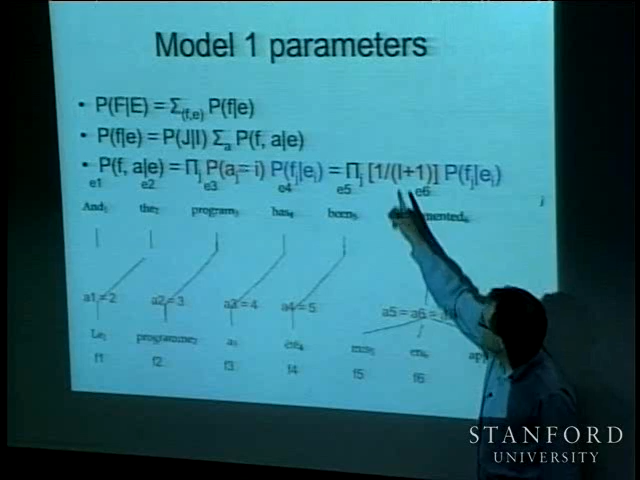 Model 1 parameters
• P(F|E) = Σ(f,e) P(f|e)
• P(f|e) = P(J|I) Σa P(f, a|e)
• P(f, a|e) = Πj P(aj = i) P(fj|ei) = Πj [1/(I+1)] P(fj|ei)
e1 e2 e3 e4 e5 e6
And1 the2 program3 has4 been5
j
a1 = 2 a2 = 3 a3 = 4 a4 = 5 a5 = a6 =
Le1 programme2 a3 été4 mis5 en6
f1 f2 f3 f4 f5 f6
STANFORD
UNIVERSITY